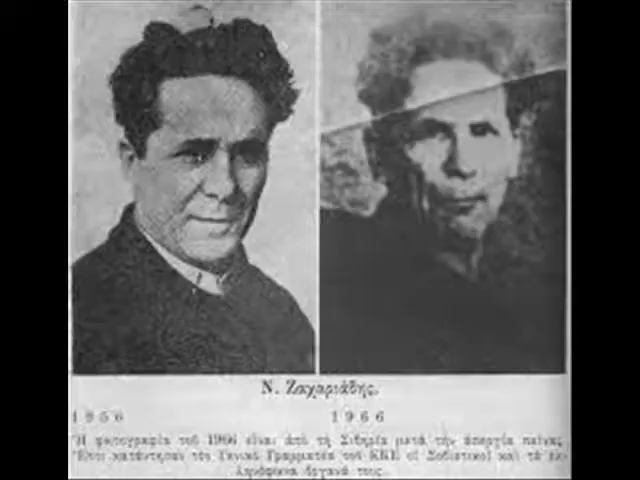 Ν. Ζαχαριάδης.
1956 1966
Ἡ φωτογραφία τοῦ 1966 εἶναι ἀπὸ τὴ Σιβηρία μετὰ τὴν ἀπεργία πείνας
Ἔτσι κατάντησαν τὸν Γενικὸ Γραμματέα τοῦ ΚΚΕ οἱ Σοβιετικοὶ καὶ τὰ
ὄργανά τους.